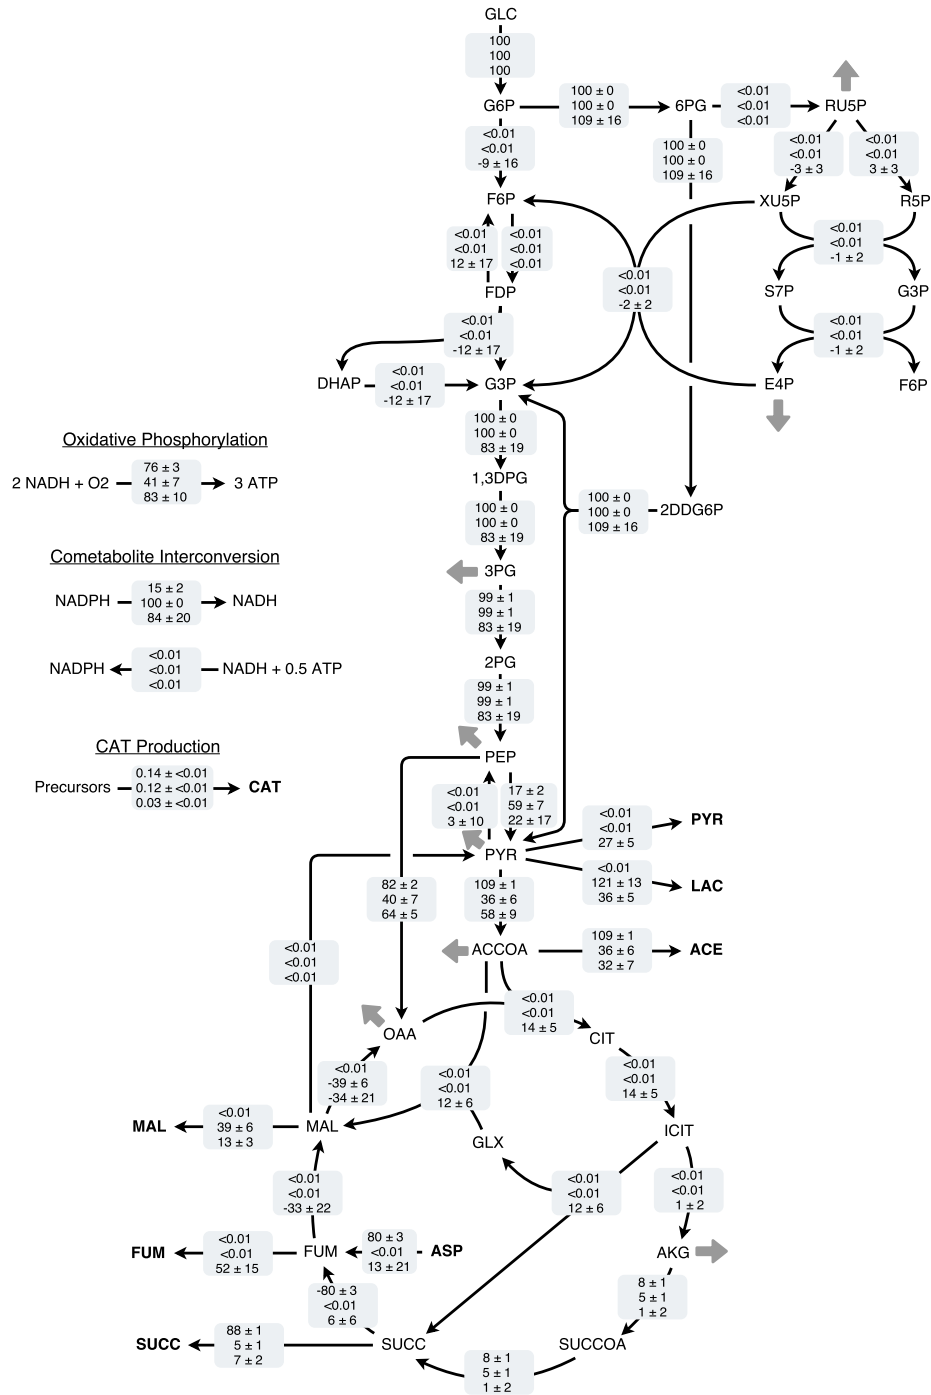 GLC
100
100
100
G6P
100 ± 0
100 ± 0
109 ± 16
6PG
<0.01
<0.01
<0.01
RU5P
<0.01
<0.01
-9 ± 16
100 ± 0
100 ± 0
109 ± 16
<0.01
<0.01
-3 ± 3
<0.01
<0.01
3 ± 3
F6P
XU5P
R5P
<0.01
<0.01
12 ± 17
<0.01
<0.01
<0.01
<0.01
<0.01
-1 ± 2
<0.01
<0.01
-2 ± 2
FDP
S7P
G3P
<0.01
<0.01
-12 ± 17
<0.01
<0.01
-1 ± 2
DHAP
<0.01
<0.01
-12 ± 17
G3P
E4P
F6P
100 ± 0
100 ± 0
83 ± 19
Oxidative Phosphorylation
2 NADH + O2
76 ± 3
41 ± 7
83 ± 10
3 ATP
1,3DPG
100 ± 0
100 ± 0
83 ± 19
100 ± 0
100 ± 0
109 ± 16
2DDG6P
Cometabolite Interconversion
NADPH
15 ± 2
100 ± 0
84 ± 20
NADH
3PG
99 ± 1
99 ± 1
83 ± 19
NADPH
<0.01
<0.01
<0.01
NADH + 0.5 ATP
2PG
99 ± 1
99 ± 1
83 ± 19
CAT Production
Precursors
0.14 ± <0.01
0.12 ± <0.01
0.03 ± <0.01
CAT
PEP
<0.01
<0.01
3 ± 10
17 ± 2
59 ± 7
22 ± 17
<0.01
<0.01
27 ± 5
PYR
PYR
<0.01
121 ± 13
36 ± 5
LAC
82 ± 2
40 ± 7
64 ± 5
109 ± 1
36 ± 6
58 ± 9
<0.01
<0.01
<0.01
ACCOA
109 ± 1
36 ± 6
32 ± 7
ACE
<0.01
<0.01
14 ± 5
OAA
CIT
<0.01
-39 ± 6
-34 ± 21
<0.01
<0.01
12 ± 6
<0.01
<0.01
14 ± 5
MAL
<0.01
39 ± 6
13 ± 3
MAL
GLX
ICIT
<0.01
<0.01
-33 ± 22
<0.01
<0.01
12 ± 6
<0.01
<0.01
1 ± 2
FUM
<0.01
<0.01
52 ± 15
FUM
80 ± 3
<0.01
13 ± 21
ASP
AKG
-80 ± 3
<0.01
6 ± 6
8 ± 1
5 ± 1
1 ± 2
SUCC
88 ± 1
5 ± 1
7 ± 2
SUCC
SUCCOA
8 ± 1
5 ± 1
1 ± 2